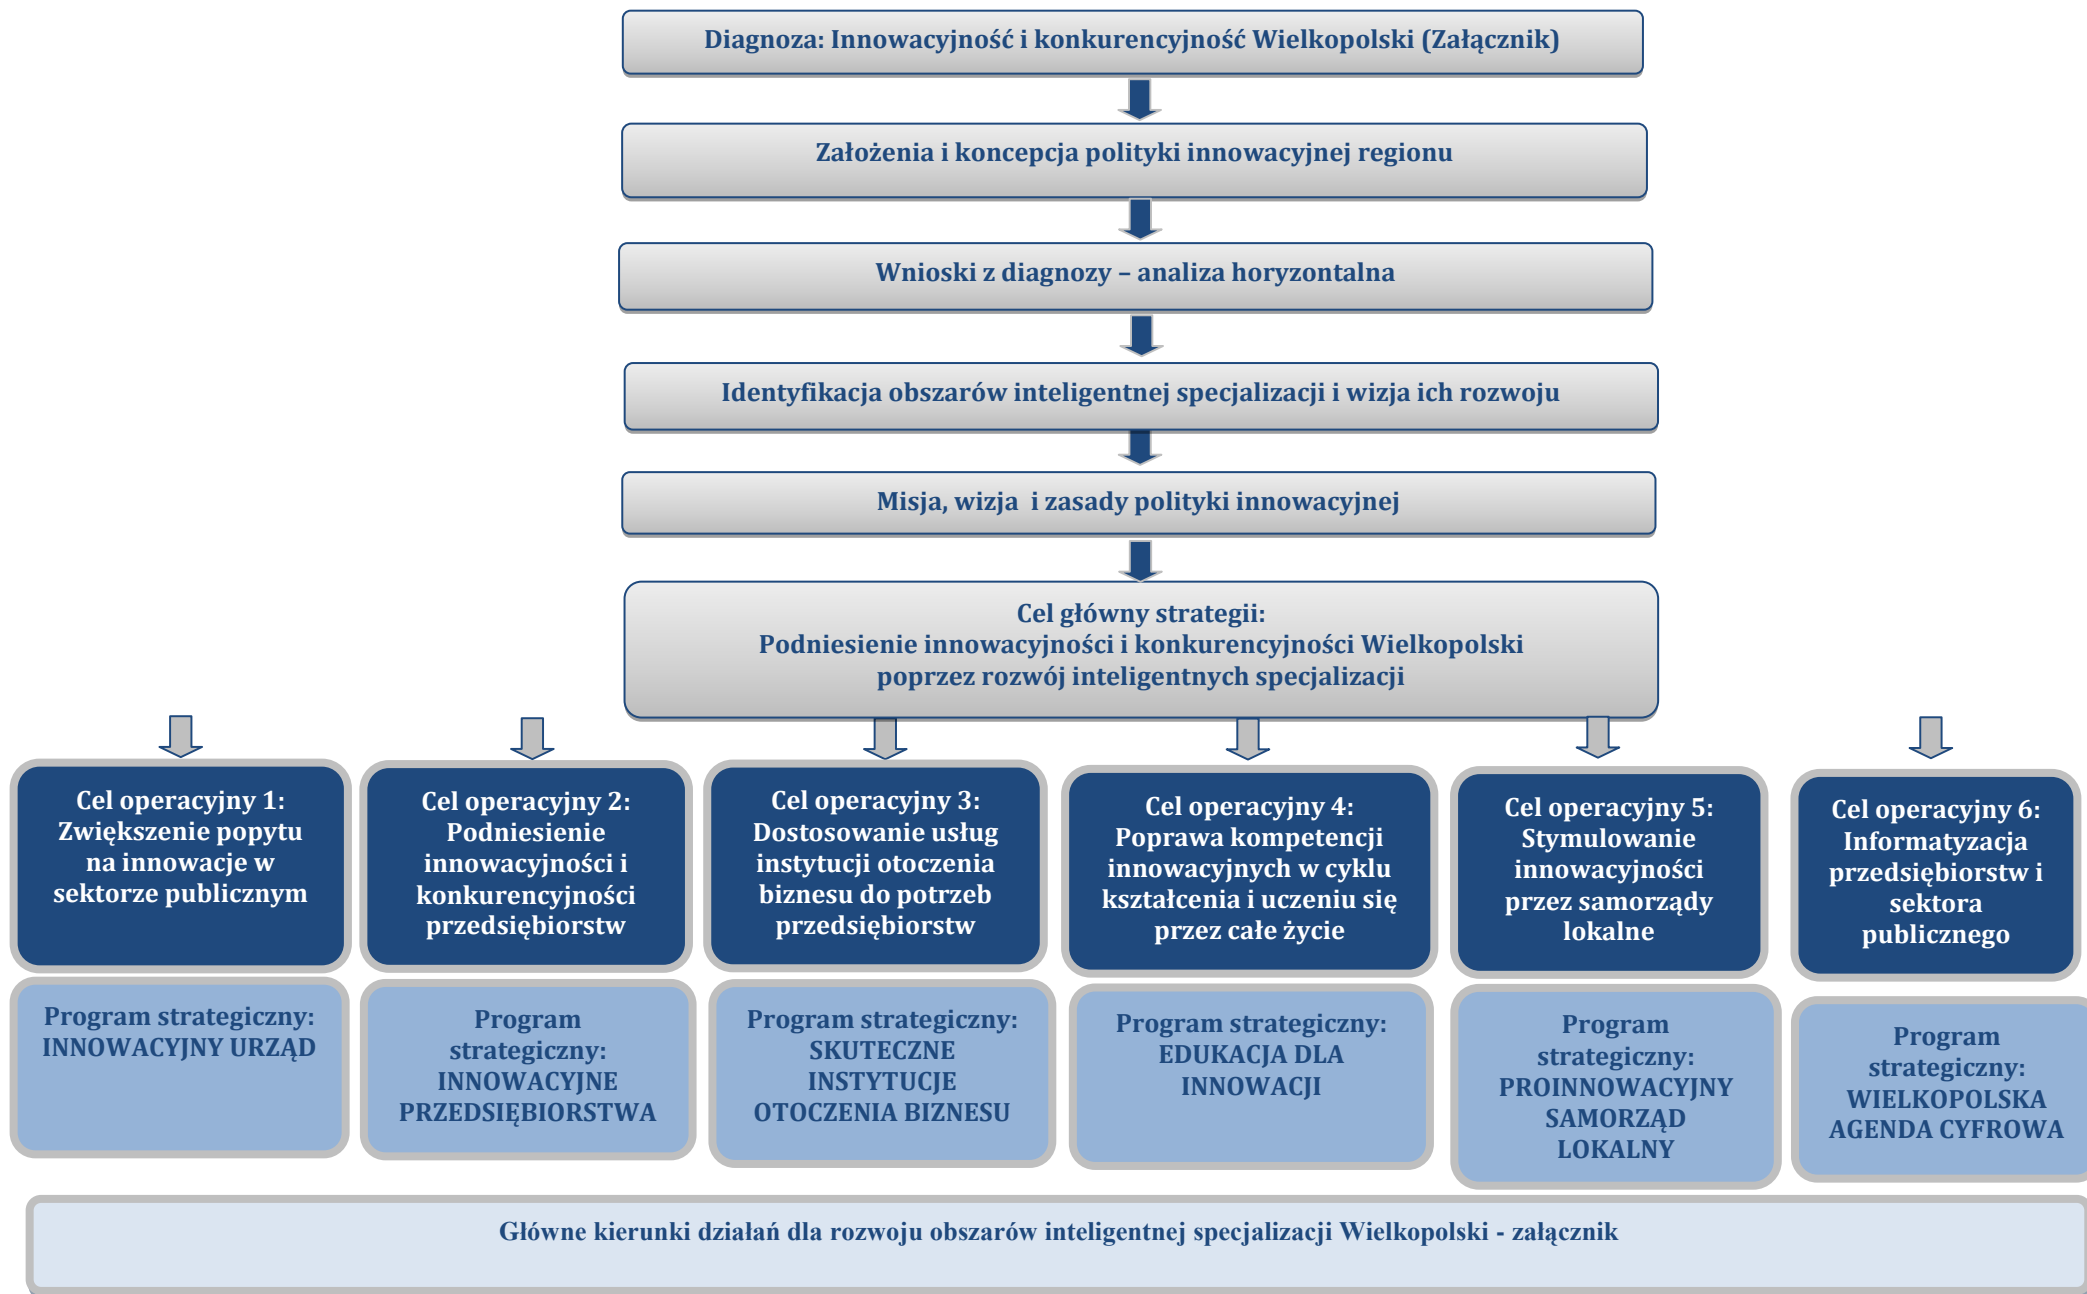 Diagnoza: Innowacyjność i konkurencyjność Wielkopolski (Załącznik)
Założenia i koncepcja polityki innowacyjnej regionu
Wnioski z diagnozy – analiza horyzontalna
Identyfikacja obszarów inteligentnej specjalizacji i wizja ich rozwoju
Misja, wizja  i zasady polityki innowacyjnej
Cel główny strategii:
Podniesienie innowacyjności i konkurencyjności Wielkopolski
poprzez rozwój inteligentnych specjalizacji
Cel operacyjny 1:
Zwiększenie popytu
na innowacje w
sektorze publicznym
Cel operacyjny 2:
Podniesienie
innowacyjności i
konkurencyjności
przedsiębiorstw
Cel operacyjny 3:
Dostosowanie usług
instytucji otoczenia
biznesu do potrzeb
przedsiębiorstw
Cel operacyjny 4:
Poprawa kompetencji
innowacyjnych w cyklu
kształcenia i uczeniu się
przez całe życie
Cel operacyjny 5:
Stymulowanie
innowacyjności
przez samorządy
lokalne
Cel operacyjny 6:
Informatyzacja
przedsiębiorstw i
sektora
publicznego
Program strategiczny:
INNOWACYJNY URZĄD
Program
strategiczny:
INNOWACYJNE
PRZEDSIĘBIORSTWA
Program strategiczny:
SKUTECZNE
INSTYTUCJE
OTOCZENIA BIZNESU
Program strategiczny:
EDUKACJA DLA
INNOWACJI
Program
strategiczny:
PROINNOWACYJNY
SAMORZĄD
LOKALNY
Program
strategiczny:
WIELKOPOLSKA
AGENDA CYFROWA
Główne kierunki działań dla rozwoju obszarów inteligentnej specjalizacji Wielkopolski - załącznik